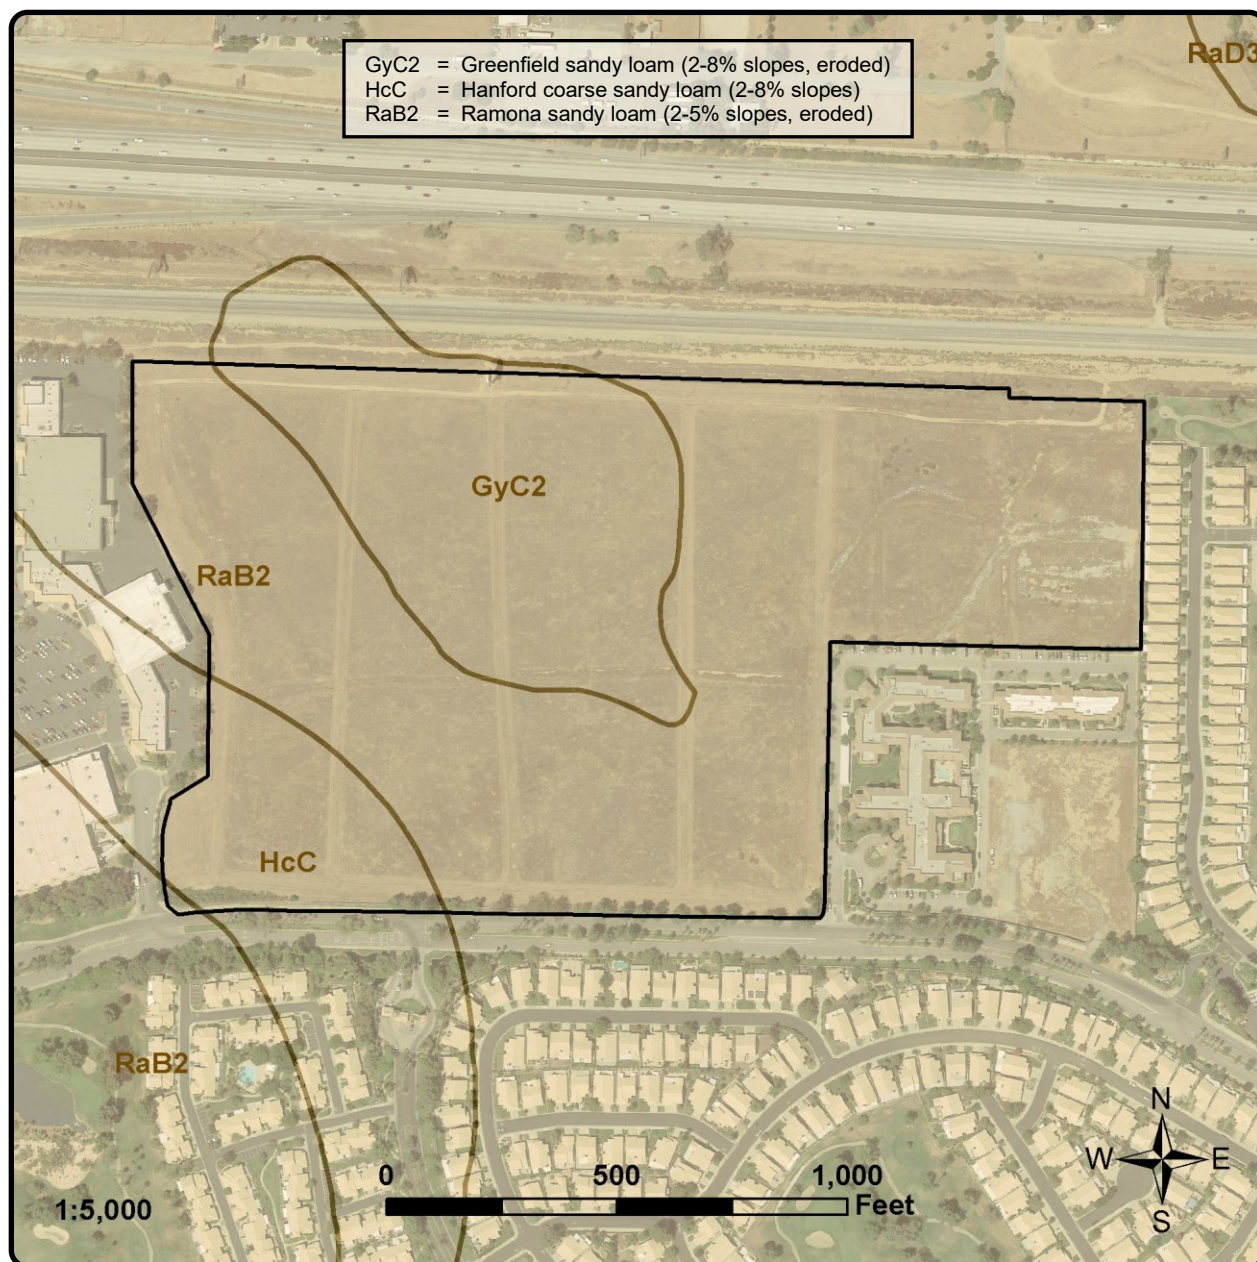 RaD3
GyC2 = Greenfield sandy loam (2-8% slopes, eroded)
HcC = Hanford coarse sandy loam (2-8% slopes)
RaB2 = Ramona sandy loam (2-5% slopes, eroded)
GyC2
RaB2
HcC
RaB2
N
W E
S
0 500 1,000
Feet
1:5,000